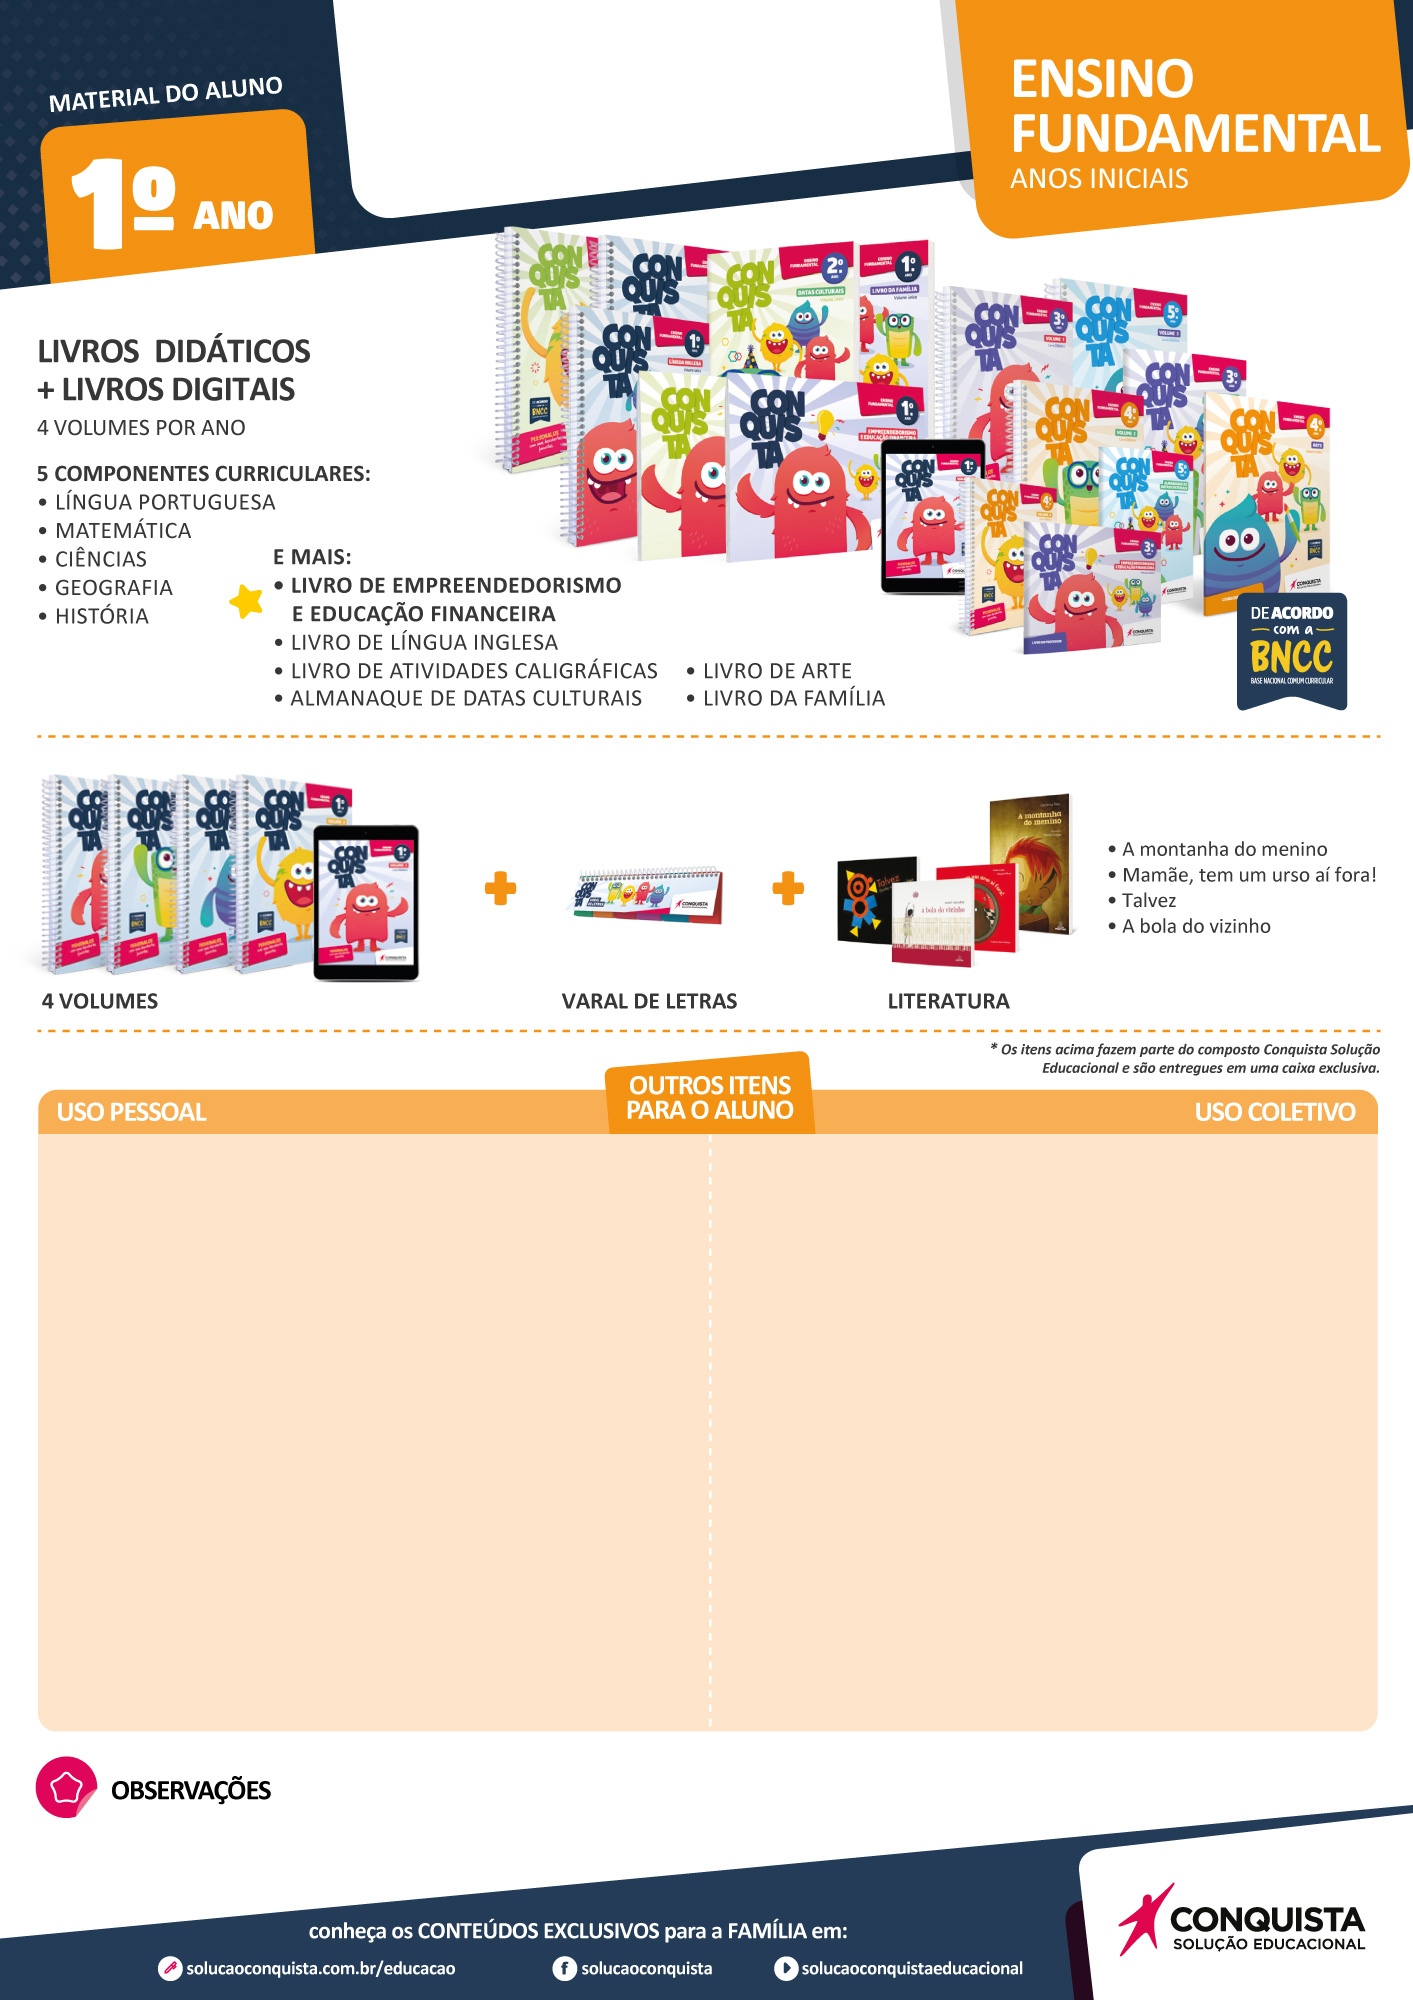 MATERIAL DO ALUNO
1º ANO
ENSINO
FUNDAMENTAL
ANOS INICIAIS
LIVROS DIDÁTICOS
+ LIVROS DIGITAIS
4 VOLUMES POR ANO
5 COMPONENTES CURRICULARES:
• LÍNGUA PORTUGUESA
• MATEMÁTICA
• CIÊNCIAS
• GEOGRAFIA
• HISTÓRIA
E MAIS:
• LIVRO DE EMPREENDEDORISMO
E EDUCAÇÃO FINANCEIRA
• LIVRO DE LÍNGUA INGLESA
• LIVRO DE ATIVIDADES CALIGRÁFICAS
• ALMANAQUE DE DATAS CULTURAIS
• LIVRO DE ARTE
• LIVRO DA FAMÍLIA
DE ACORDO
com a
BNCC
BASE NACIONAL COMUM CURRICULAR
4 VOLUMES
VARAL DE LETRAS
LITERATURA
• A montanha do menino
• Mamãe, tem um urso aí fora!
• Talvez
• A bola do vizinho
* Os itens acima fazem parte do composto Conquista Solução
Educacional e são entregues em uma caixa exclusiva.
USO PESSOAL
OUTROS ITENS
PARA O ALUNO
USO COLETIVO
OBSERVAÇÕES
conheça os CONTEÚDOS EXCLUSIVOS para a FAMÍLIA em:
solucaoconquista.com.br/educacao
solucaoconquista
solucaoconquistaeducacional
CONQUISTA
SOLUÇÃO EDUCACIONAL